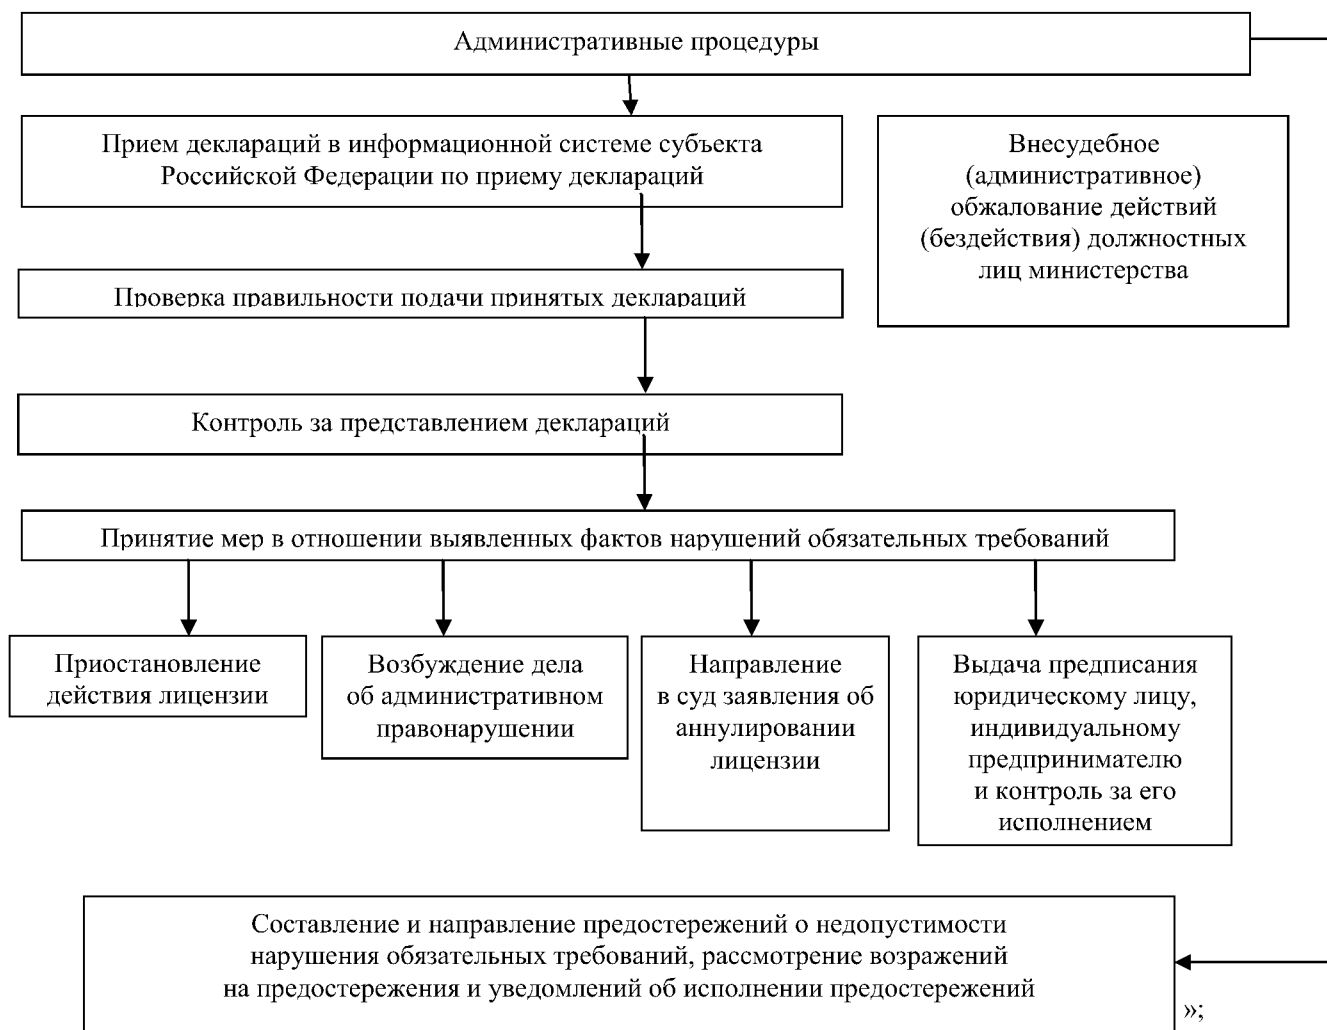 Административные процедуры
Прием деклараций в информационной системе субъекта
Российской Федерации по приему деклараций
Внесудебное
(административное)
обжалование действий
(бездействия) должностных
лиц министерства
Проверка правильности подачи принятых деклараций
Контроль за представлением деклараций
Принятие мер в отношении выявленных фактов нарушений обязательных требований
Приостановление
действия лицензии
Возбуждение дела
об административном
правонарушении
Направление
в суд заявления об
аннулировании
лицензии
Выдача предписания
юридическому лицу,
индивидуальному
предпринимателю
и контроль за его
исполнением
Составление и направление предостережений о недопустимости
нарушения обязательных требований, рассмотрение возражений
на предостережения и уведомлений об исполнении предостережений
»;